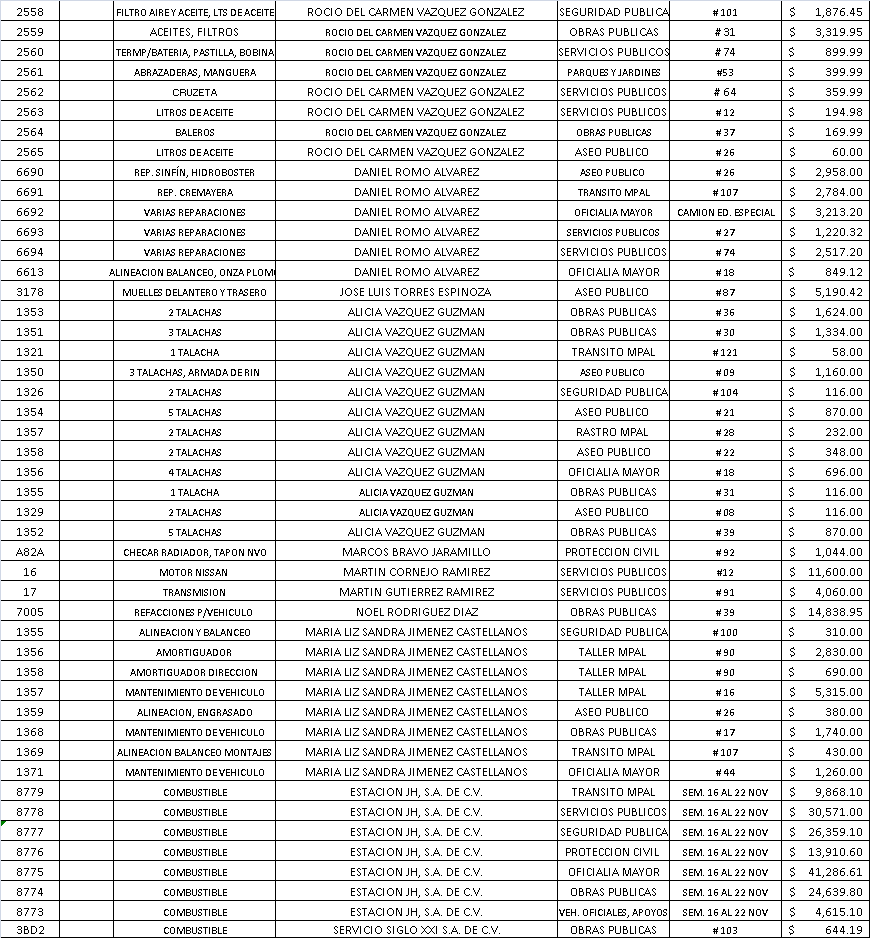 2558 FILTRO AIRE Y ACEITE, LTS DE ACEITE ROCIO DEL CARMEN VAZQUEZ GONZALEZ SEGURIDAD PUBLICA #101 $ 1,876.45
2559 ACEITES, FILTROS ROCIO DEL CARMEN VAZQUEZ GONZALEZ OBRAS PUBLICAS # 31 $ 3,319.95
2560 TERMP/BATERIA, PASTILLA, BOBINA ROCIO DEL CARMEN VAZQUEZ GONZALEZ SERVICIOS PUBLICOS # 74 $ 899.99
2561 ABRAZADERAS, MANGUERA ROCIO DEL CARMEN VAZQUEZ GONZALEZ PARQUES Y JARDINES #53 $ 399.99
2562 CRUZETA ROCIO DEL CARMEN VAZQUEZ GONZALEZ SERVICIOS PUBLICOS # 64 $ 359.99
2563 LITROS DE ACEITE ROCIO DEL CARMEN VAZQUEZ GONZALEZ SERVICIOS PUBLICOS #12 $ 194.98
2564 BALEROS ROCIO DEL CARMEN VAZQUEZ GONZALEZ OBRAS PUBLICAS #37 $ 169.99
2565 LITROS DE ACEITE ROCIO DEL CARMEN VAZQUEZ GONZALEZ ASEO PUBLICO #26 $ 60.00
6690 REP. SINFÍN, HIDROBOSTER DANIEL ROMO ALVAREZ ASEO PUBLICO #26 $ 2,958.00
6691 REP. CREMAYERA DANIEL ROMO ALVAREZ TRANSITO MPAL #107 $ 2,784.00
6692 VARIAS REPARACIONES DANIEL ROMO ALVAREZ OFICIALIA MAYOR CAMION ED. ESPECIAL $ 3,213.20
6693 VARIAS REPARACIONES DANIEL ROMO ALVAREZ SERVICIOS PUBLICOS #27 $ 1,220.32
6694 VARIAS REPARACIONES DANIEL ROMO ALVAREZ SERVICIOS PUBLICOS #74 $ 2,517.20
6613 ALINEACION BALANCEO, ONZA PLOMO DANIEL ROMO ALVAREZ OFICIALIA MAYOR #18 $ 849.12
3178 MUELLES DELANTERO Y TRASERO JOSE LUIS TORRES ESPINOZA ASEO PUBLICO #87 $ 5,190.42
1353 2 TALACHAS ALICIA VAZQUEZ GUZMAN OBRAS PUBLICAS #36 $ 1,624.00
1351 3 TALACHAS ALICIA VAZQUEZ GUZMAN OBRAS PUBLICAS #30 $ 1,334.00
1321 1 TALACHA ALICIA VAZQUEZ GUZMAN TRANSITO MPAL #121 $ 58.00
1350 3 TALACHAS, ARMADA DE RIN ALICIA VAZQUEZ GUZMAN ASEO PUBLICO #09 $ 1,160.00
1326 2 TALACHAS ALICIA VAZQUEZ GUZMAN SEGURIDAD PUBLICA #104 $ 116.00
1354 5 TALACHAS ALICIA VAZQUEZ GUZMAN ASEO PUBLICO #21 $ 870.00
1357 2 TALACHAS ALICIA VAZQUEZ GUZMAN RASTRO MPAL #28 $ 232.00
1358 2 TALACHAS ALICIA VAZQUEZ GUZMAN ASEO PUBLICO #22 $ 348.00
1356 4 TALACHAS ALICIA VAZQUEZ GUZMAN OFICIALIA MAYOR #18 $ 696.00
1355 1 TALACHA ALICIA VAZQUEZ GUZMAN OBRAS PUBLICAS #31 $ 116.00
1329 2 TALACHAS ALICIA VAZQUEZ GUZMAN ASEO PUBLICO #08 $ 116.00
1352 5 TALACHAS ALICIA VAZQUEZ GUZMAN OBRAS PUBLICAS #39 $ 870.00
A82A CHECAR RADIADOR, TAPON NVO MARCOS BRAVO JARAMILLO PROTECCION CIVIL #92 $ 1,044.00
16 MOTOR NISSAN MARTIN CORNEJO RAMIREZ SERVICIOS PUBLICOS #12 $ 11,600.00
17 TRANSMISION MARTIN GUTIERREZ RAMIREZ SERVICIOS PUBLICOS #91 $ 4,060.00
7005 REFACCIONES P/VEHICULO NOEL RODRIGUEZ DIAZ OBRAS PUBLICAS #39 $ 14,838.95
1355 ALINEACION Y BALANCEO MARIA LIZ SANDRA JIMENEZ CASTELLANOS SEGURIDAD PUBLICA #100 $ 310.00
1356 AMORTIGUADOR MARIA LIZ SANDRA JIMENEZ CASTELLANOS TALLER MPAL #90 $ 2,830.00
1358 AMORTIGUADOR DIRECCION MARIA LIZ SANDRA JIMENEZ CASTELLANOS TALLER MPAL #90 $ 690.00
1357 MANTENIMIENTO DE VEHICULO MARIA LIZ SANDRA JIMENEZ CASTELLANOS TALLER MPAL #16 $ 5,315.00
1359 ALINEACION, ENGRASADO MARIA LIZ SANDRA JIMENEZ CASTELLANOS ASEO PUBLICO #26 $ 380.00
1368 MANTENIMIENTO DE VEHICULO MARIA LIZ SANDRA JIMENEZ CASTELLANOS OBRAS PUBLICAS #17 $ 1,740.00
1369 ALINEACION BALANCEO MONTAJES MARIA LIZ SANDRA JIMENEZ CASTELLANOS TRANSITO MPAL #107 $ 430.00
1371 MANTENIMIENTO DE VEHICULO MARIA LIZ SANDRA JIMENEZ CASTELLANOS OFICIALIA MAYOR #44 $ 1,260.00
8779 COMBUSTIBLE ESTACION JH, S.A. DE C.V. TRANSITO MPAL SEM. 16 AL 22 NOV $ 9,868.10
8778 COMBUSTIBLE ESTACION JH, S.A. DE C.V. SERVICIOS PUBLICOS SEM. 16 AL 22 NOV $ 30,571.00
8777 COMBUSTIBLE ESTACION JH, S.A. DE C.V. SEGURIDAD PUBLICA SEM. 16 AL 22 NOV $ 26,359.10
8776 COMBUSTIBLE ESTACION JH, S.A. DE C.V. PROTECCION CIVIL SEM. 16 AL 22 NOV $ 13,910.60
8775 COMBUSTIBLE ESTACION JH, S.A. DE C.V. OFICIALIA MAYOR SEM. 16 AL 22 NOV $ 41,286.61
8774 COMBUSTIBLE ESTACION JH, S.A. DE C.V. OBRAS PUBLICAS SEM. 16 AL 22 NOV $ 24,639.80
8773 COMBUSTIBLE ESTACION JH, S.A. DE C.V. VEH. OFICIALES, APOYOS SEM. 16 AL 22 NOV $ 4,615.10
3BD2 COMBUSTIBLE SERVICIO SIGLO XXI S.A. DE C.V. OBRAS PUBLICAS #103 $ 644.19